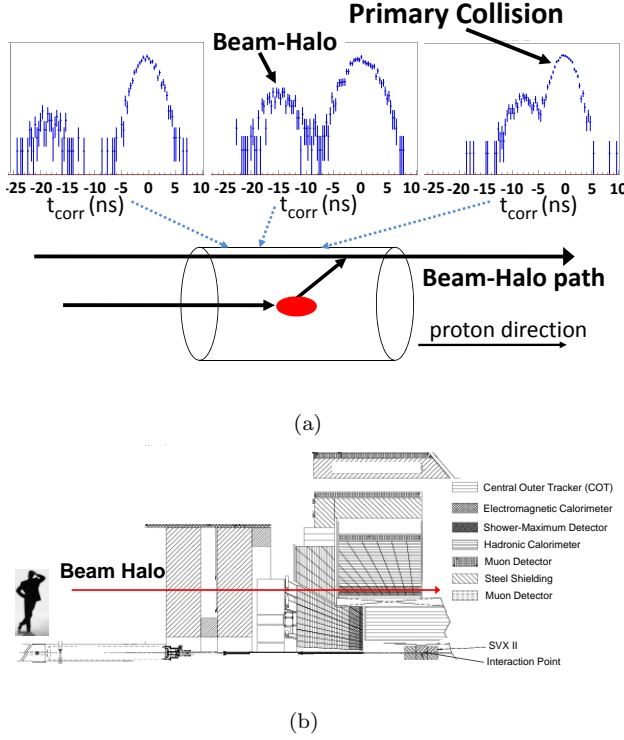 Primary Collision
Beam-Halo
-25 -20 -15 -10 -5 0 5 10
-25 -20 -15 -10 -5 0 5 10
-25 -20 -15 -10 -5 0 5 10
t_corr (ns)
t_corr (ns)
t_corr (ns)
Beam-Halo path
proton direction
(a)
Central Outer Tracker (COT)
Electromagnetic Calorimeter
Shower-Maximum Detector
Hadronic Calorimeter
Muon Detector
Steel Shielding
Muon Detector
Beam Halo
SVX II
Interaction Point
(b)